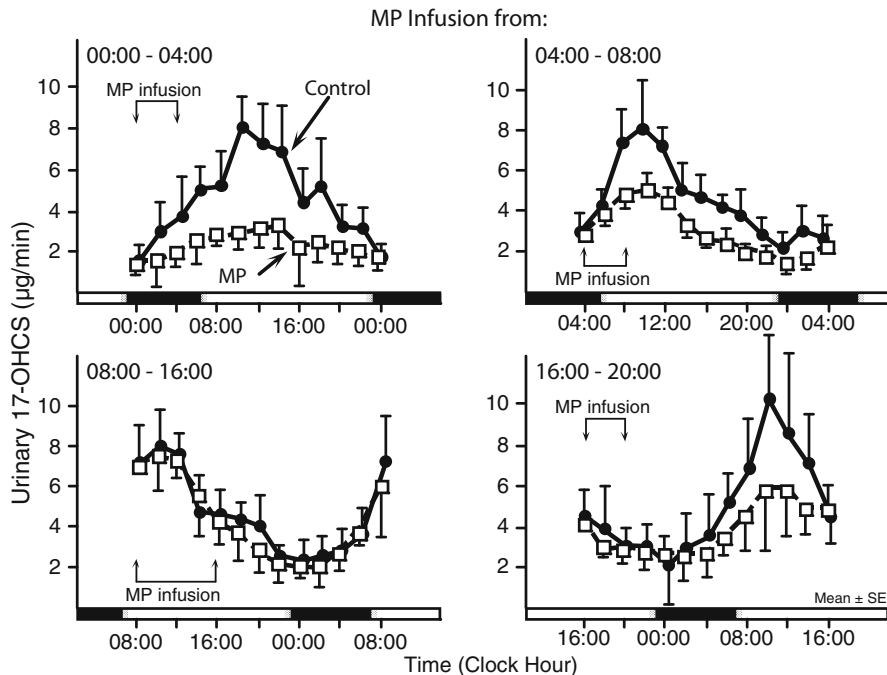 MP Infusion from:
00:00 - 04:00
04:00 - 08:00
10
8
6
4
2
MP infusion
Control
MP
10
8
6
4
2
MP infusion
00:00 08:00 16:00 00:00
04:00 12:00 20:00 04:00
08:00 - 16:00
16:00 - 20:00
10
8
6
4
2
MP infusion
10
8
6
4
2
MP infusion
Mean ± SE
08:00 16:00 00:00 08:00
16:00 00:00 08:00 16:00
Urinary 17-OHCS (µg/min)
Time (Clock Hour)